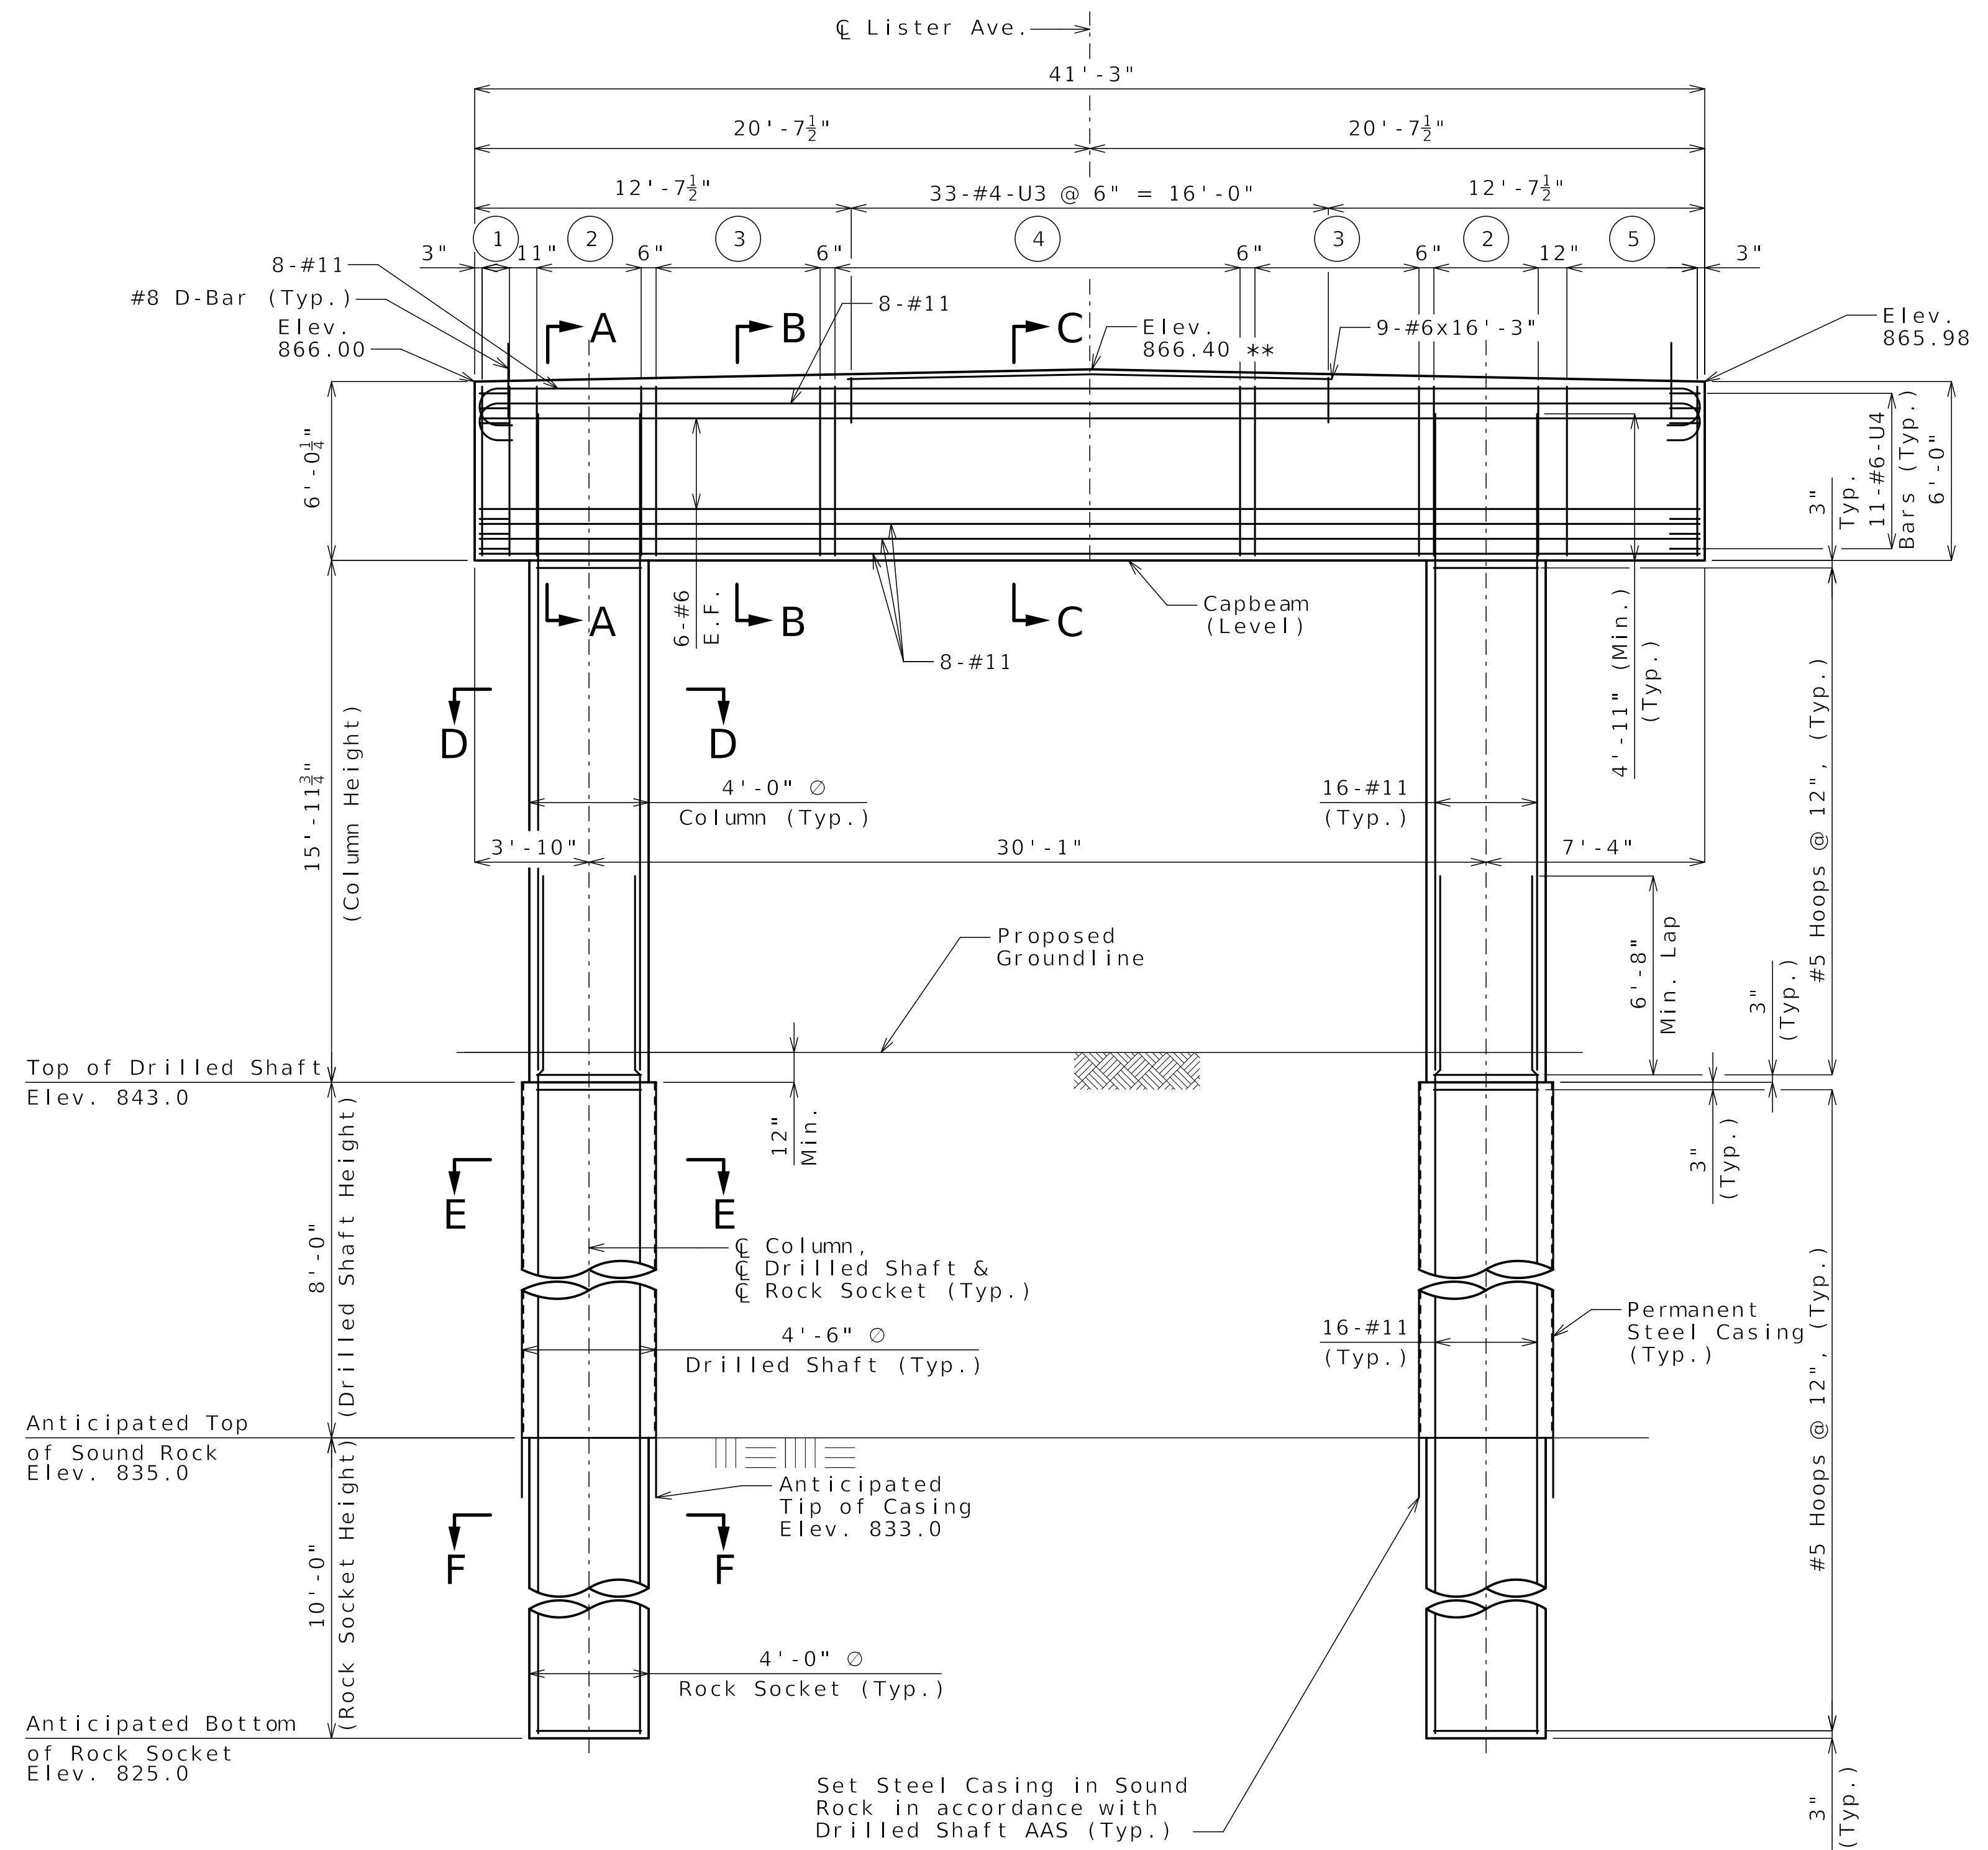 ℄ Lister Ave.
41'-3"
20'-7½"
20'-7½"
12'-7½"
33-#4-U3 @ 6" = 16'-0"
12'-7½"
1
2
3
4
3
2
5
3"
11"
6"
6"
6"
6"
12"
3"
8-#11
#8 D-Bar (Typ.)
Elev.
866.00
A
B
8-#11
C
Elev.
866.40 **
9-#6x16'-3"
Elev.
865.98
6'-0¼"
3"
Typ.
11-#6-U4
Bars (Typ.)
6'-0"
A
B
C
6-#6
E.F.
Capbeam
(Level)
8-#11
4'-11" (Min.)
(Typ.)
D
D
15'-11¾"
(Column Height)
4'-0" ∅
Column (Typ.)
16-#11
(Typ.)
#5 Hoops @ 12", (Typ.)
3'-10"
30'-1"
7'-4"
Proposed
Groundline
6'-8"
Min. Lap
3"
(Typ.)
Top of Drilled Shaft
Elev. 843.0
12"
Min.
3"
(Typ.)
E
E
8'-0"
(Drilled Shaft Height)
℄ Column,
℄ Drilled Shaft &
℄ Rock Socket (Typ.)
4'-6" ∅
Drilled Shaft (Typ.)
16-#11
(Typ.)
Permanent
Steel Casing
(Typ.)
#5 Hoops @ 12", (Typ.)
Anticipated Top
of Sound Rock
Elev. 835.0
Anticipated
Tip of Casing
Elev. 833.0
F
F
10'-0"
(Rock Socket Height)
4'-0" ∅
Rock Socket (Typ.)
Anticipated Bottom
of Rock Socket
Elev. 825.0
Set Steel Casing in Sound
Rock in accordance with
Drilled Shaft AAS (Typ.)
3"
(Typ.)